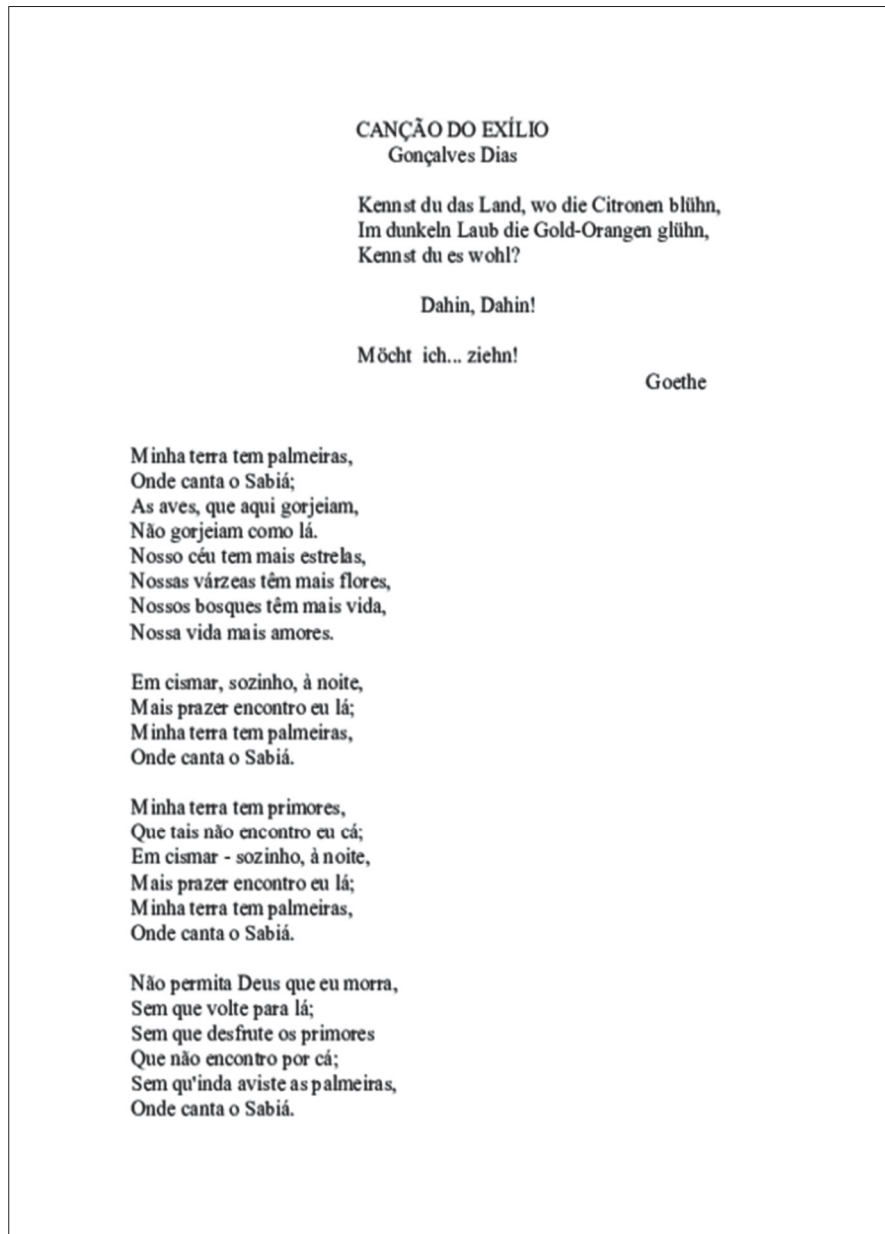 CANÇÃO DO EXÍLIO
Gonçalves Dias
Kennst du das Land, wo die Citronen blühn,
Im dunkeln Laub die Gold-Orangen glühn,
Kennst du es wohl?
Dahin, Dahin!
Möcht ich... ziehn!
Goethe
Minha terra tem palmeiras,
Onde canta o Sabiá;
As aves, que aqui gorjeiam,
Não gorjeiam como lá.
Nosso céu tem mais estrelas,
Nossas várzeas têm mais flores,
Nossos bosques têm mais vida,
Nossa vida mais amores.
Em cismar, sozinho, à noite,
Mais prazer encontro eu lá;
Minha terra tem palmeiras,
Onde canta o Sabiá.
Minha terra tem primores,
Que tais não encontro eu cá;
Em cismar - sozinho, à noite,
Mais prazer encontro eu lá;
Minha terra tem palmeiras,
Onde canta o Sabiá.
Não permita Deus que eu morra,
Sem que volte para lá;
Sem que desfrute os primores
Que não encontro por cá;
Sem qu'inda aviste as palmeiras,
Onde canta o Sabiá.